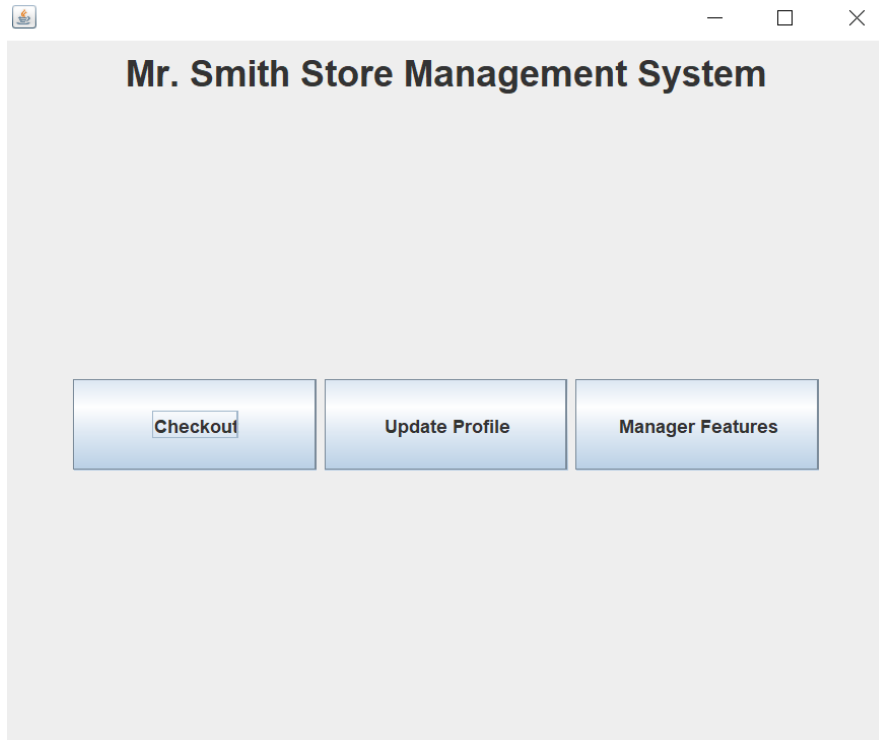 Mr. Smith Store Management System
Checkout
Update Profile
Manager Features